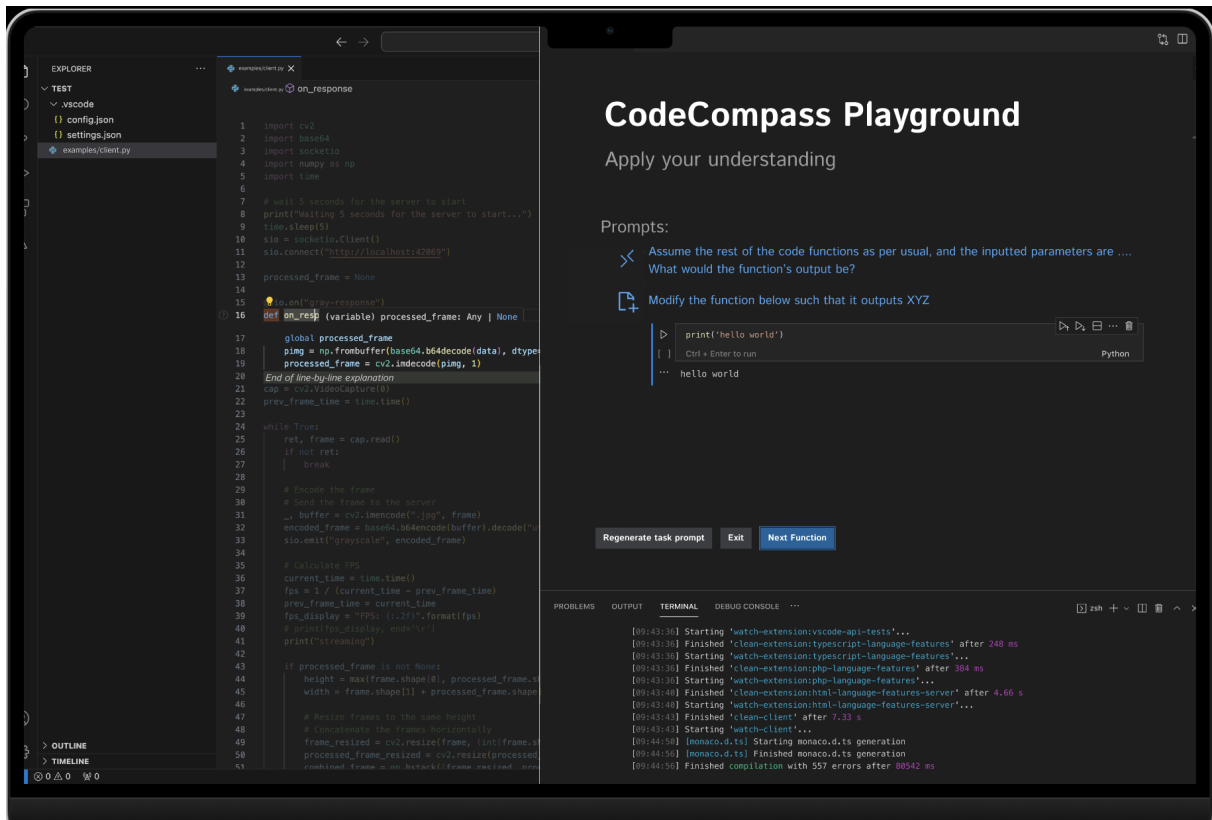 EXPLORER ...
TEST
.vscode
{} config.json
{} settings.json
examples/client.py
OUTLINE
TIMELINE
0 0 0
examples/client.py
examples/client.py on_response
1 import cv2
2 import base64
3 import socketio
4 import numpy as np
5 import time
6
7 # wait 5 seconds for the server to start
8 print("Waiting 5 seconds for the server to start...")
9 time.sleep(5)
10 sio = socketio.Client()
11 sio.connect("http://localhost:42069")
12
13 processed_frame = None
14
15 io.on("gray-response")
16 def on_resp (variable) processed_frame: Any | None
17 global processed_frame
18 pimg = np.frombuffer(base64.b64decode(data), dtype=
19 processed_frame = cv2.imdecode(pimg, 1)
20 End of line-by-line explanation
21 cap = cv2.VideoCapture(0)
22 prev_frame_time = time.time()
23
24 while True:
25 ret, frame = cap.read()
26 if not ret:
27 break
28
29 # Encode the frame
30 # Send the frame to the server
31 _, buffer = cv2.imencode(".jpg", frame)
32 encoded_frame = base64.b64encode(buffer).decode("u
33 sio.emit("grayscale", encoded_frame)
34
35 # Calculate FPS
36 current_time = time.time()
37 fps = 1 / (current_time - prev_frame_time)
38 prev_frame_time = current_time
39 fps_display = "FPS: {:.2f}".format(fps)
40 # print(fps_display, end='\r')
41 print("streaming")
42
43 if processed_frame is not None:
44 height = max(frame.shape[0], processed_frame.sh
45 width = frame.shape[1] + processed_frame.shape
46
47 # Resize frames to the same height
48 # Concatenate the frames horizontally
49 frame_resized = cv2.resize(frame, (int(frame.sh
50 processed_frame_resized = cv2.resize(processed_
51 combined_frame = np.hstack((frame_resized, proc
CodeCompass Playground
Apply your understanding
Prompts:
Assume the rest of the code functions as per usual, and the inputted parameters are ....
What would the function's output be?
Modify the function below such that it outputs XYZ
print('hello world')
[ ] Ctrl + Enter to run Python
... hello world
Regenerate task prompt Exit Next Function
PROBLEMS OUTPUT TERMINAL DEBUG CONSOLE ... zsh
[09:43:36] Starting 'watch-extension:vscode-api-tests'...
[09:43:36] Finished 'clean-extension:typescript-language-features' after 248 ms
[09:43:36] Starting 'watch-extension:typescript-language-features'...
[09:43:36] Finished 'clean-extension:php-language-features' after 384 ms
[09:43:36] Starting 'watch-extension:php-language-features'...
[09:43:40] Finished 'clean-extension:html-language-features-server' after 4.66 s
[09:43:40] Starting 'watch-extension:html-language-features-server'...
[09:43:43] Finished 'clean-client' after 7.33 s
[09:43:43] Starting 'watch-client'...
[09:44:50] [monaco.d.ts] Starting monaco.d.ts generation
[09:44:50] [monaco.d.ts] Finished monaco.d.ts generation
[09:44:56] Finished compilation with 557 errors after 80542 ms